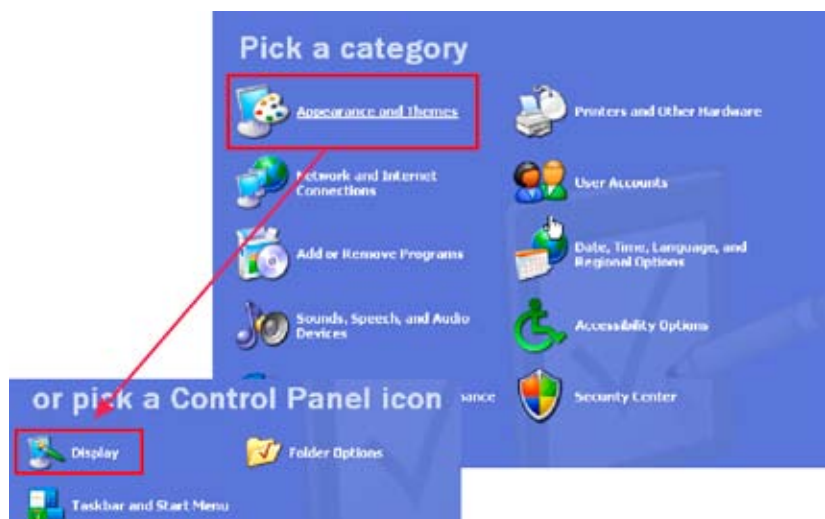 Pick a category
Appearance and Themes
Printers and Other Hardware
Network and Internet
Connections
User Accounts
Add or Remove Programs
Date, Time, Language, and
Regional Options
Sounds, Speech, and Audio
Devices
Accessibility Options
Security Center
or pick a Control Panel icon
Display
Folder Options
Taskbar and Start Menu